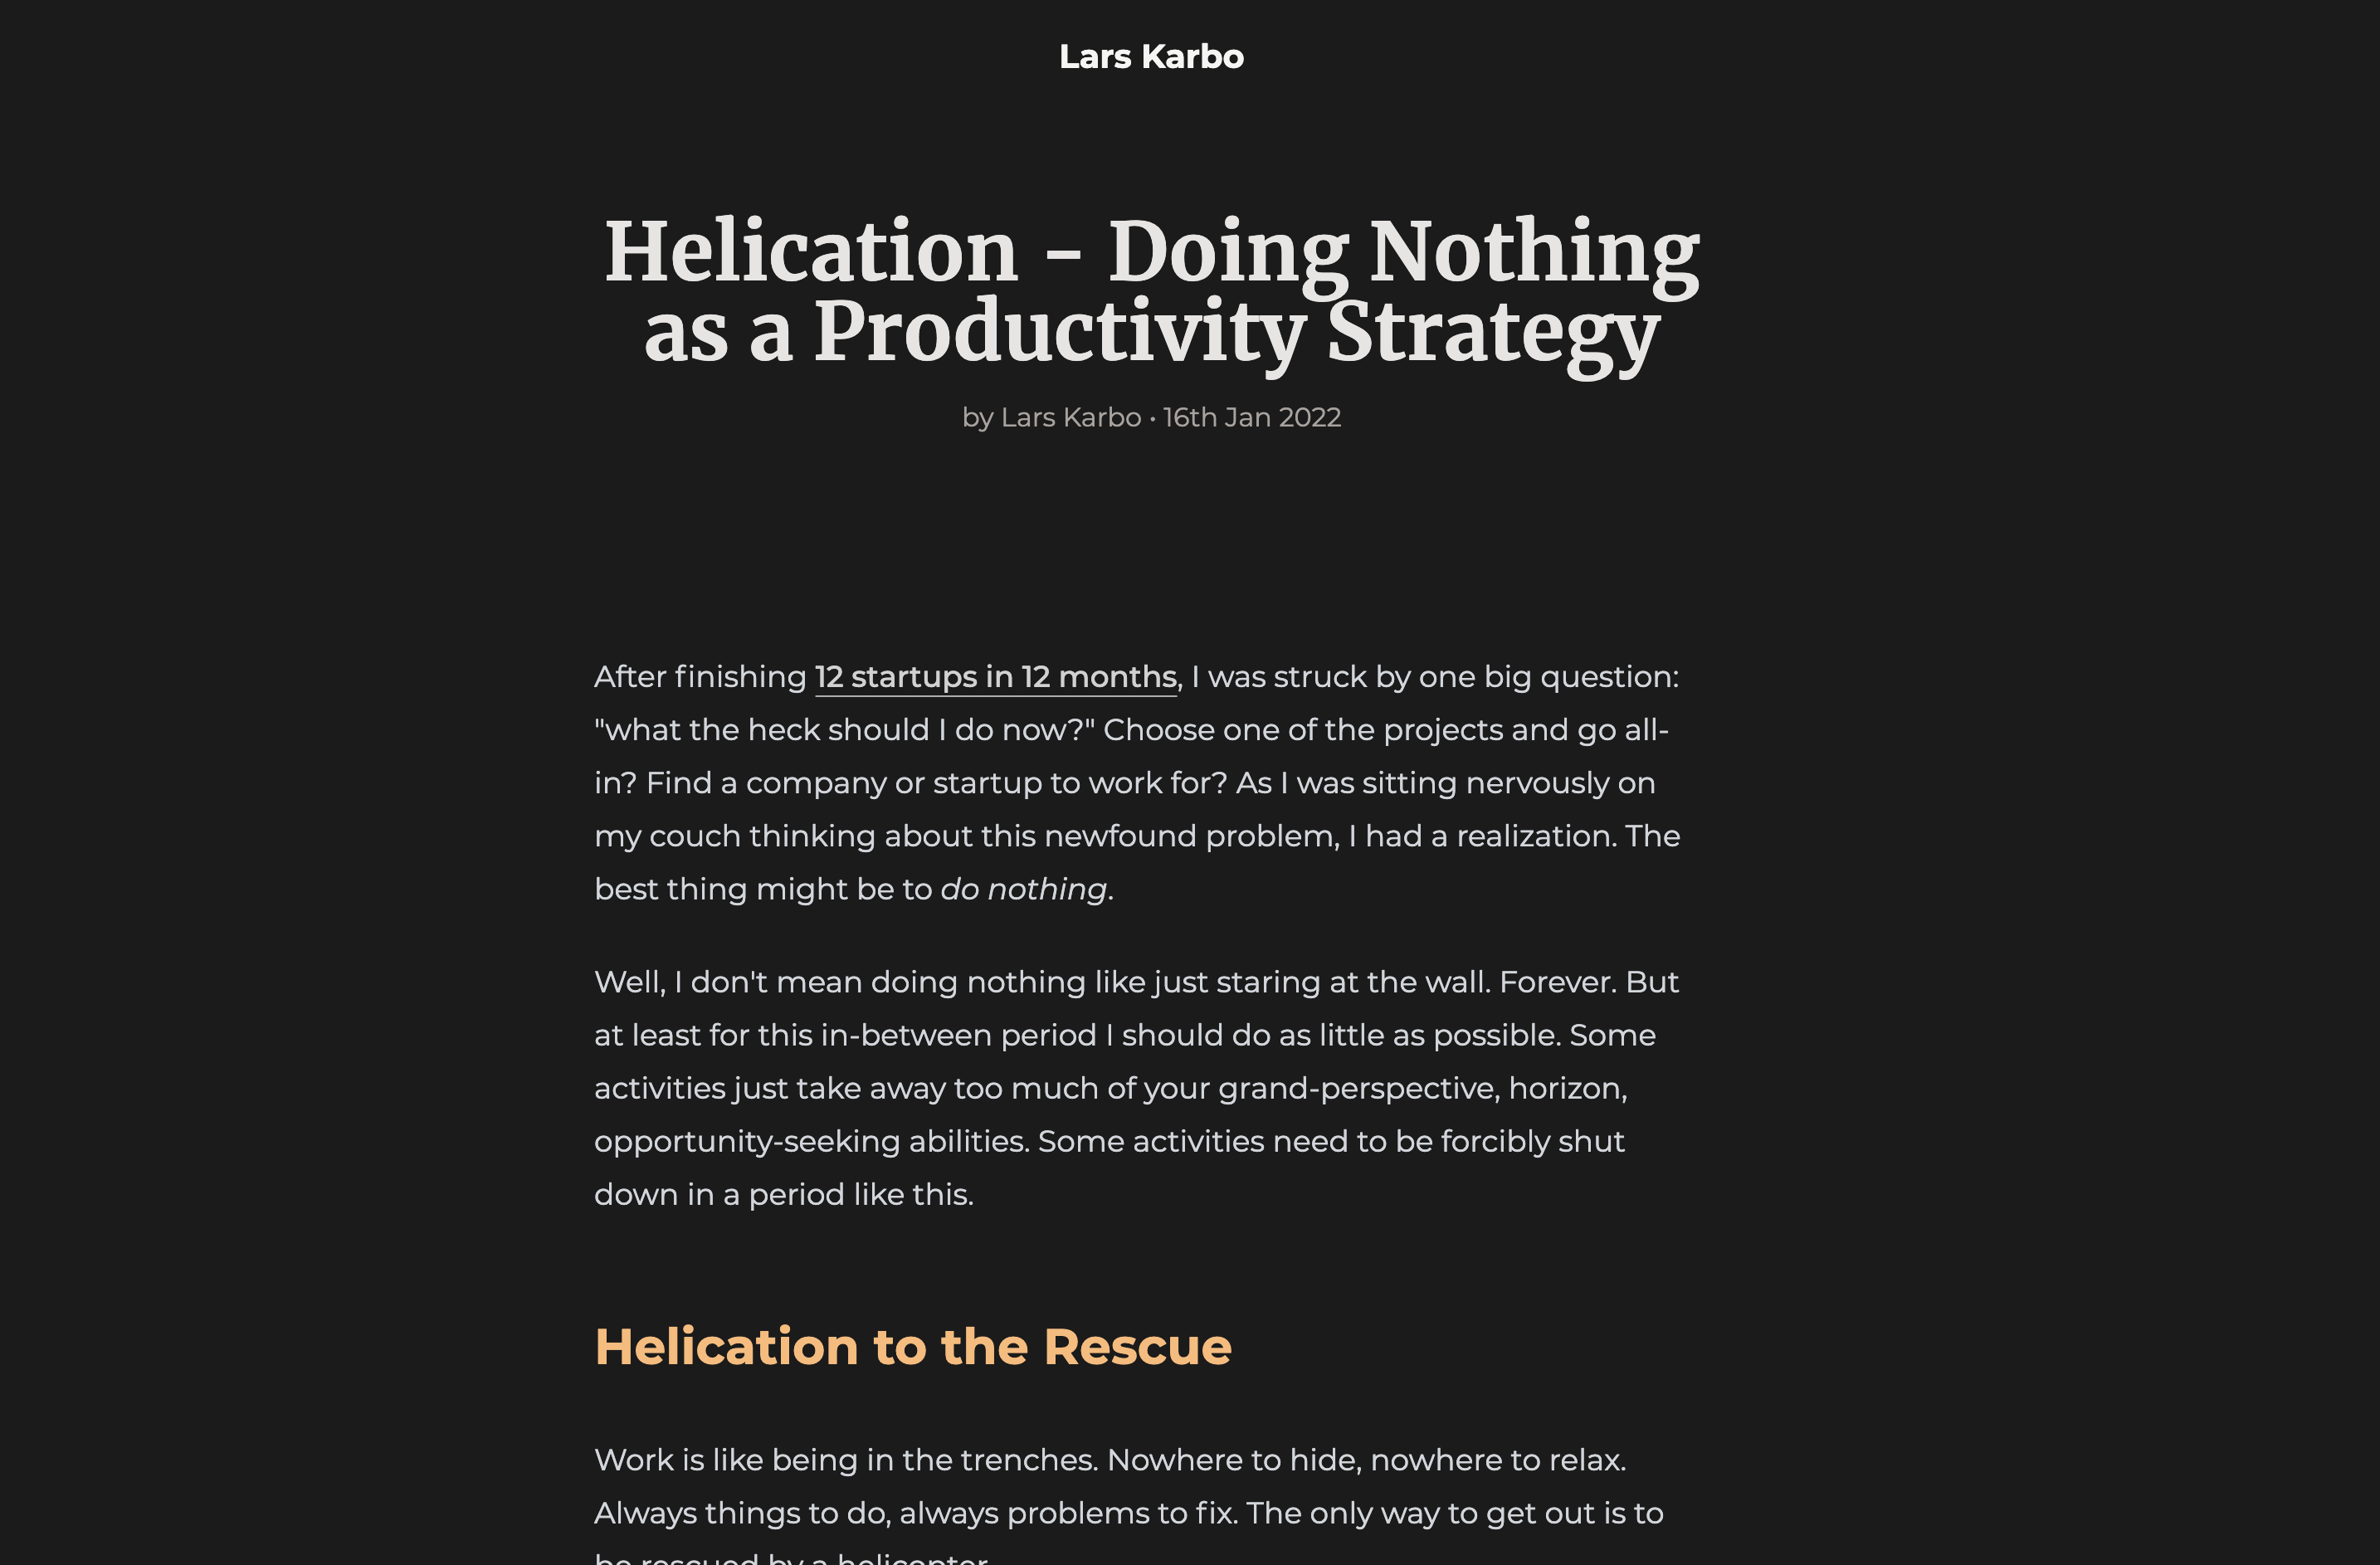 Lars Karbo
Helication - Doing Nothing
as a Productivity Strategy
by Lars Karbo • 16th Jan 2022
After finishing 12 startups in 12 months, I was struck by one big question:
"what the heck should I do now?" Choose one of the projects and go all-
in? Find a company or startup to work for? As I was sitting nervously on
my couch thinking about this newfound problem, I had a realization. The
best thing might be to do nothing.
Well, I don't mean doing nothing like just staring at the wall. Forever. But
at least for this in-between period I should do as little as possible. Some
activities just take away too much of your grand-perspective, horizon,
opportunity-seeking abilities. Some activities need to be forcibly shut
down in a period like this.
Helication to the Rescue
Work is like being in the trenches. Nowhere to hide, nowhere to relax.
Always things to do, always problems to fix. The only way to get out is to
be rescued by a helicopter